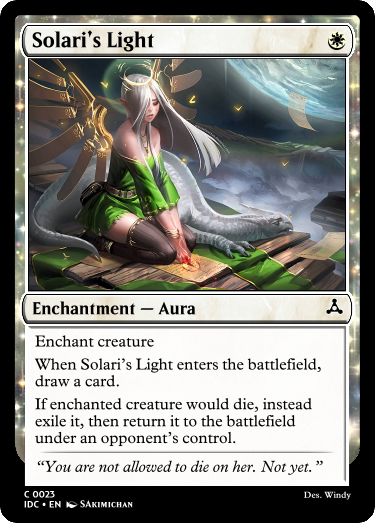 Solari's Light
Enchantment — Aura
Enchant creature
When Solari's Light enters the battlefield,
draw a card.
If enchanted creature would die, instead
exile it, then return it to the battlefield
under an opponent's control.
“You are not allowed to die on her. Not yet.”
C 0023
IDC • EN SAKIMICHAN
Des. Windy